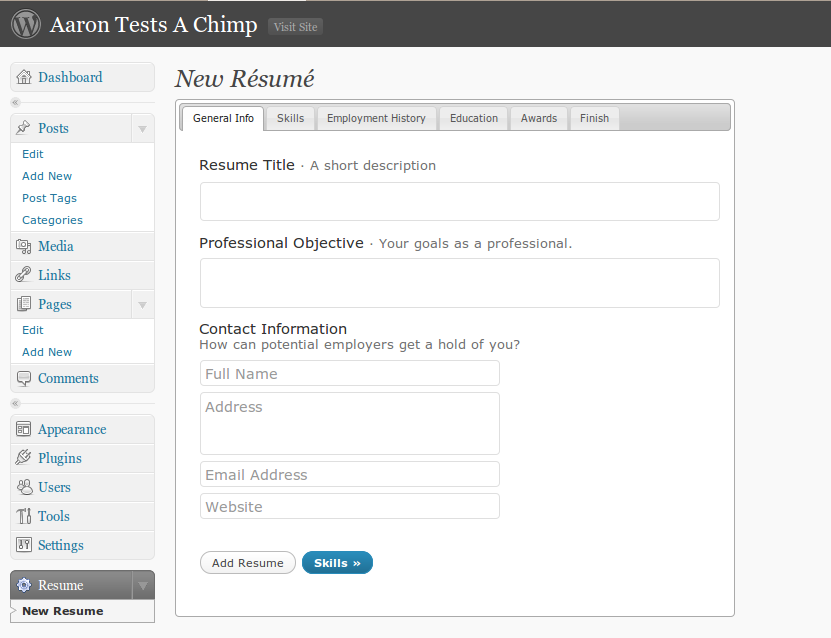 Aaron Tests A Chimp Visit Site
Dashboard
Posts
Edit
Add New
Post Tags
Categories
Media
Links
Pages
Edit
Add New
Comments
Appearance
Plugins
Users
Tools
Settings
Resume
New Resume
New Résumé
General Info Skills Employment History Education Awards Finish
Resume Title · A short description
Professional Objective · Your goals as a professional.
Contact Information
How can potential employers get a hold of you?
Full Name
Address
Email Address
Website
Add Resume Skills »